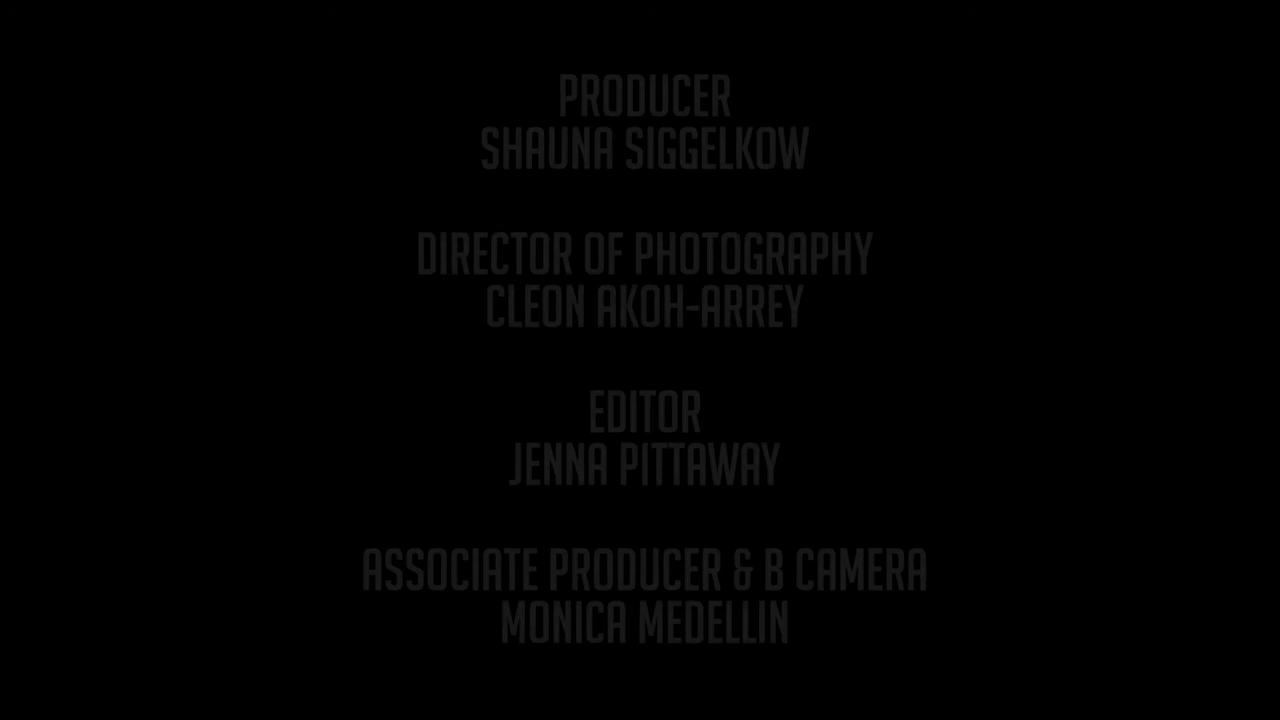 PRODUCER
SHAUNA SIGGELKOW
DIRECTOR OF PHOTOGRAPHY
CLEON AKOH-ARREY
EDITOR
JENNA PITTAWAY
ASSOCIATE PRODUCER & B CAMERA
MONICA MEDELLIN